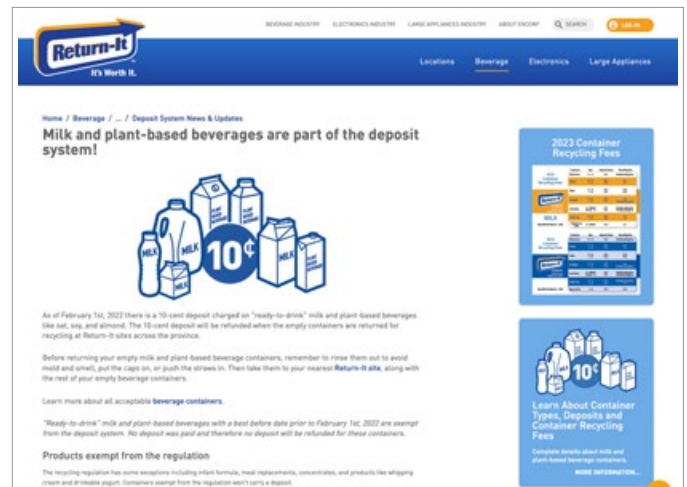 BEVERAGE INDUSTRY ELECTRONICS INDUSTRY LARGE APPLIANCES INDUSTRY ABOUT ENCORP SEARCH LOG IN
Return-It
It's Worth It.
Locations Beverage Electronics Large Appliances
Home / Beverage / ... / Deposit System News & Updates
Milk and plant-based beverages are part of the deposit
system!
MILK
MILK
MILK
PLANT BASED BEVERAGE
10¢
MILK
PLANT BASED BEVERAGE
As of February 1st, 2022 there is a 10-cent deposit charged on "ready-to-drink" milk and plant-based beverages
like oat, soy, and almond. The 10-cent deposit will be refunded when the empty containers are returned for
recycling at Return-It sites across the province.
Before returning your empty milk and plant-based beverage containers, remember to rinse them out to avoid
mold and smell, put the caps on, or push the straws in. Then take them to your nearest Return-It site, along with
the rest of your empty beverage containers.
Learn more about all acceptable beverage containers.
"Ready-to-drink" milk and plant-based beverages with a best before date prior to February 1st, 2022 are exempt
from the deposit system. No deposit was paid and therefore no deposit will be refunded for these containers.
Products exempt from the regulation
The recycling regulation has some exceptions including infant formula, meal replacements, concentrates, and products like whipping
cream and drinkable yogurt. Containers exempt from the regulation won't carry a deposit.
2023 Container
Recycling Fees
Return-It
MILK
Return-It
10¢
Learn About Container
Types, Deposits and
Container Recycling
Fees
Complete details about milk and
plant-based beverage containers.
MORE INFORMATION...